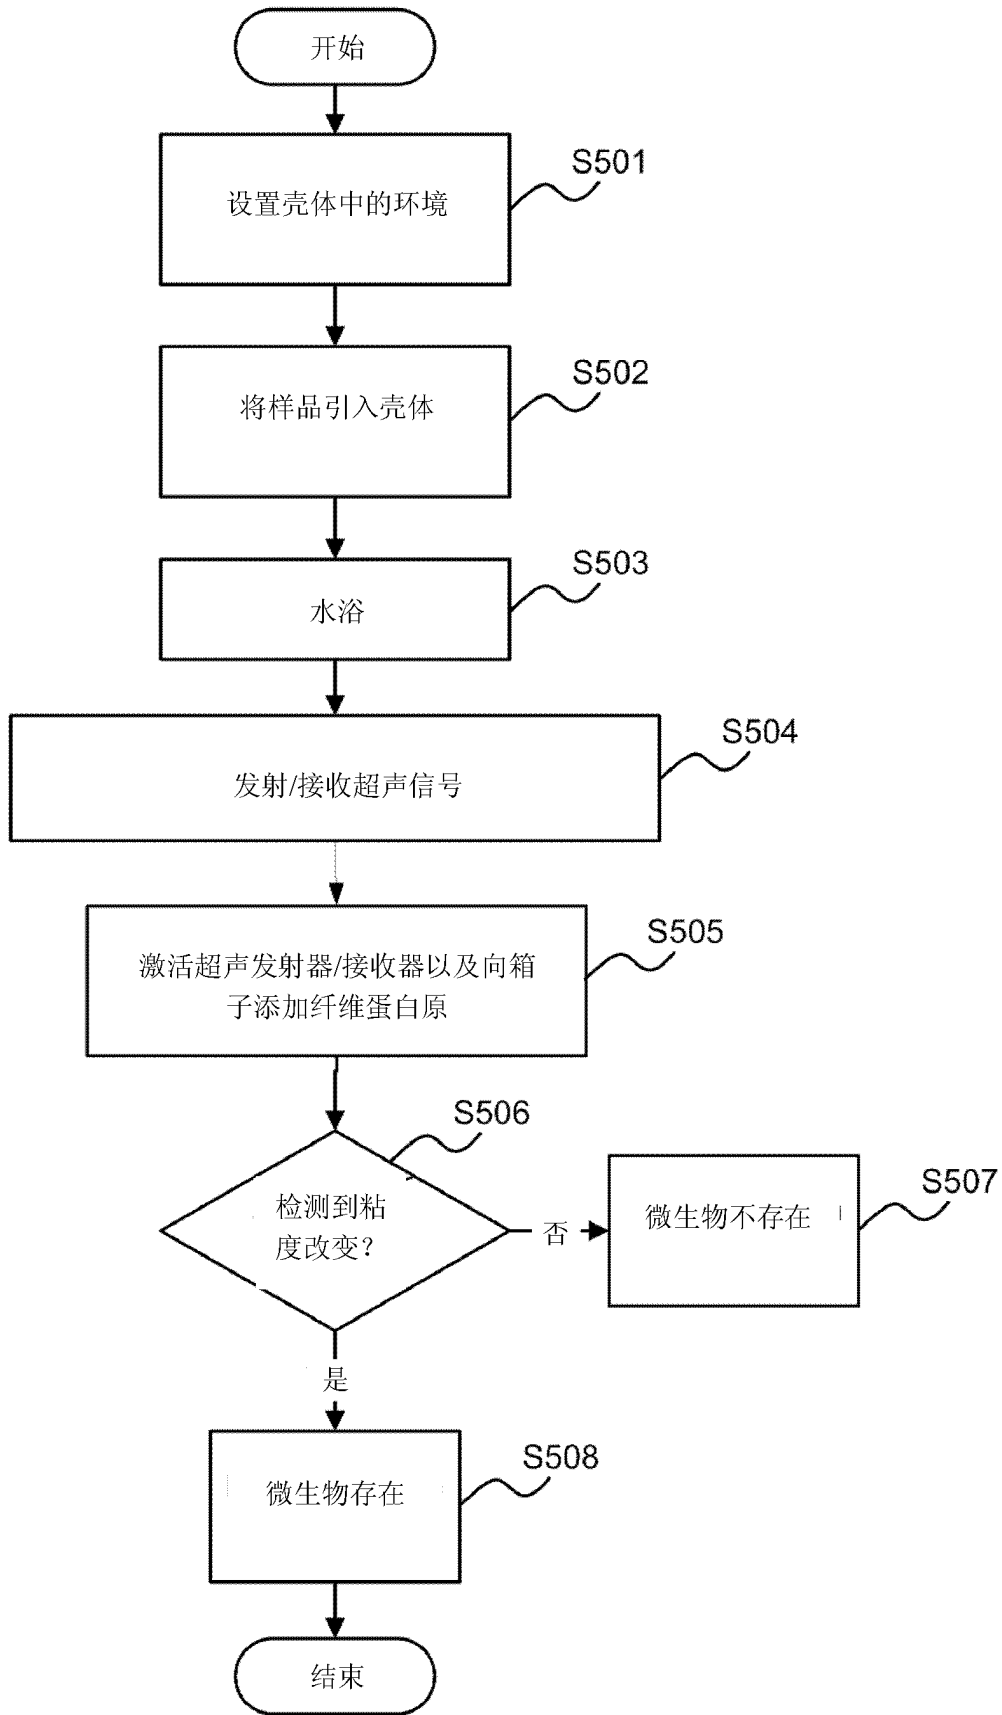 开始
S501
设置壳体中的环境
S502
将样品引入壳体
S503
水浴
S504
发射/接收超声信号
S505
激活超声发射器/接收器以及向箱
子添加纤维蛋白原
S506
检测到粘
度改变？
否
S507
微生物不存在
是
S508
微生物存在
结束